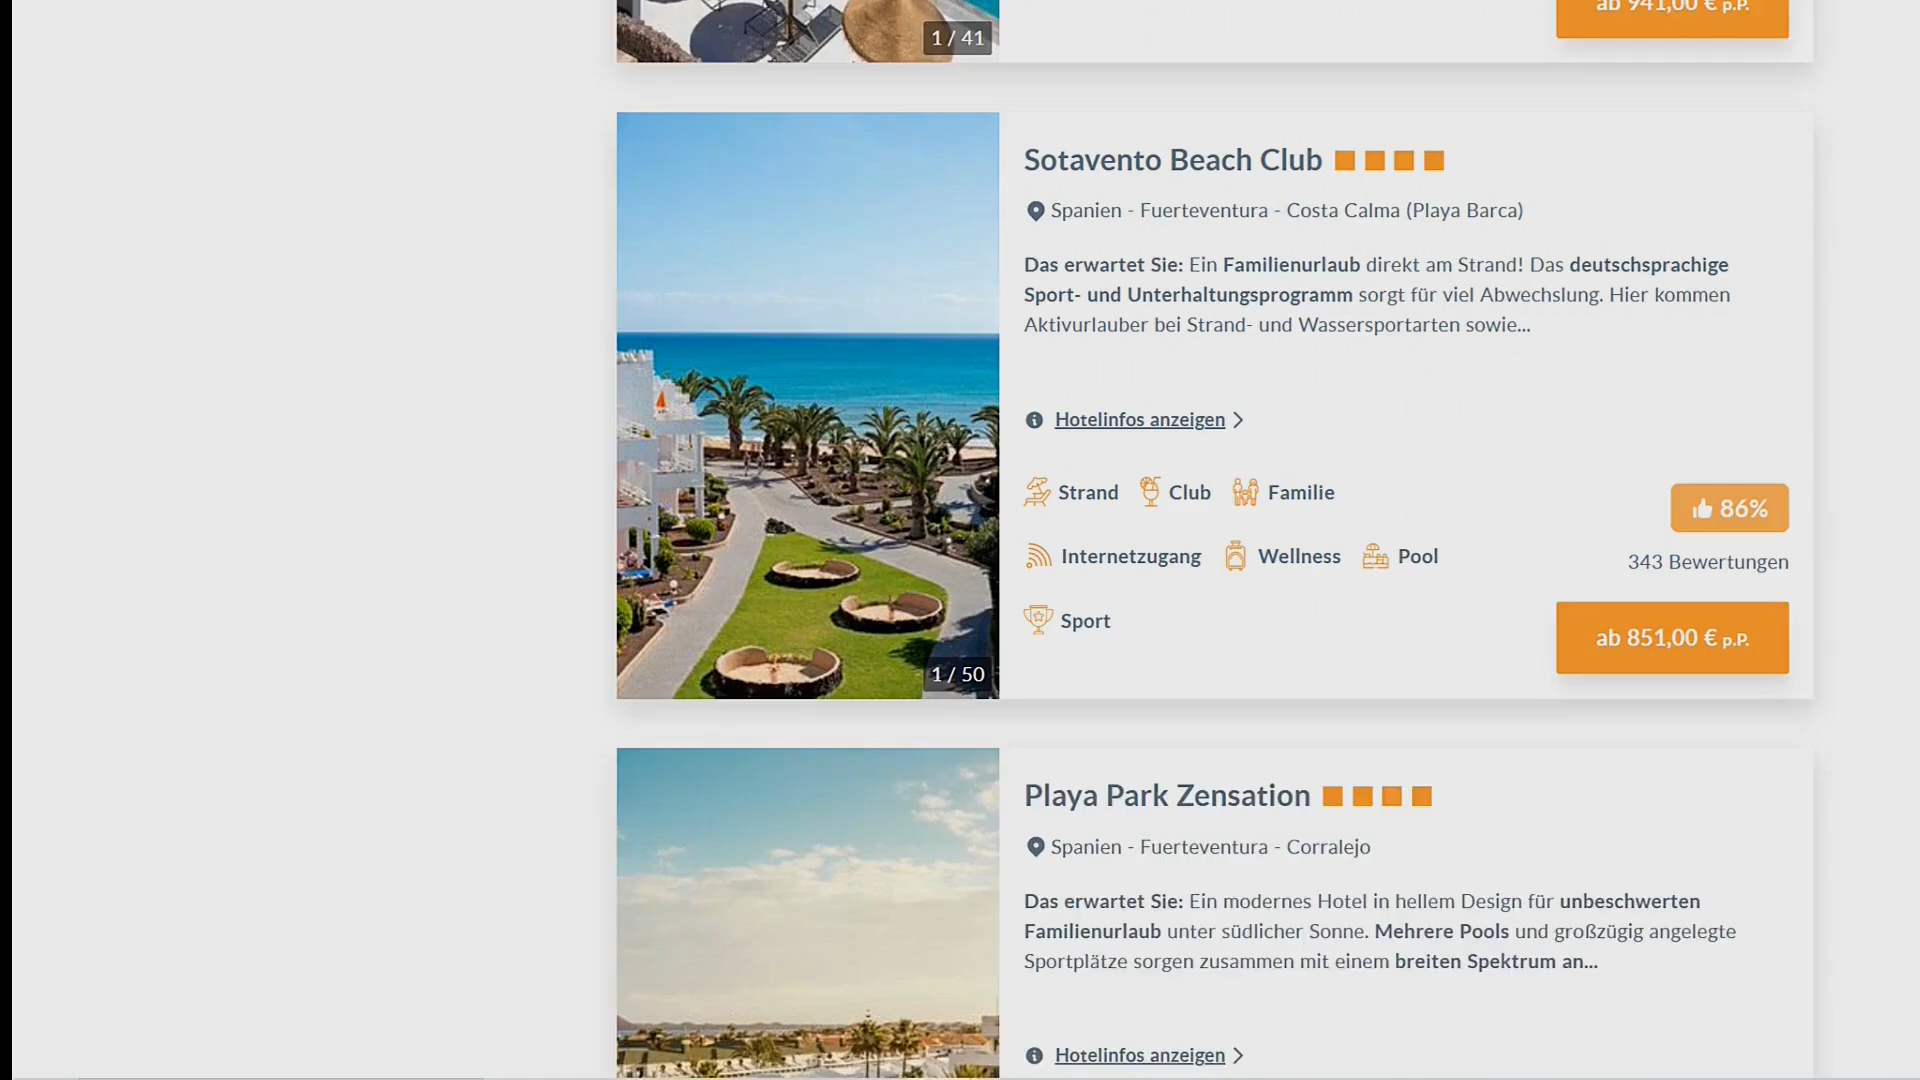 1 / 41
ab 941,00 € p.P.
Sotavento Beach Club
Spanien - Fuerteventura - Costa Calma (Playa Barca)
Das erwartet Sie: Ein Familienurlaub direkt am Strand! Das deutschsprachige
Sport- und Unterhaltungsprogramm sorgt für viel Abwechslung. Hier kommen
Aktivurlauber bei Strand- und Wassersportarten sowie...
Hotelinfos anzeigen
Strand Club Familie
86%
Internetzugang Wellness Pool
343 Bewertungen
Sport
ab 851,00 € p.P.
1 / 50
Playa Park Zensation
Spanien - Fuerteventura - Corralejo
Das erwartet Sie: Ein modernes Hotel in hellem Design für unbeschwerten
Familienurlaub unter südlicher Sonne. Mehrere Pools und großzügig angelegte
Sportplätze sorgen zusammen mit einem breiten Spektrum an...
Hotelinfos anzeigen